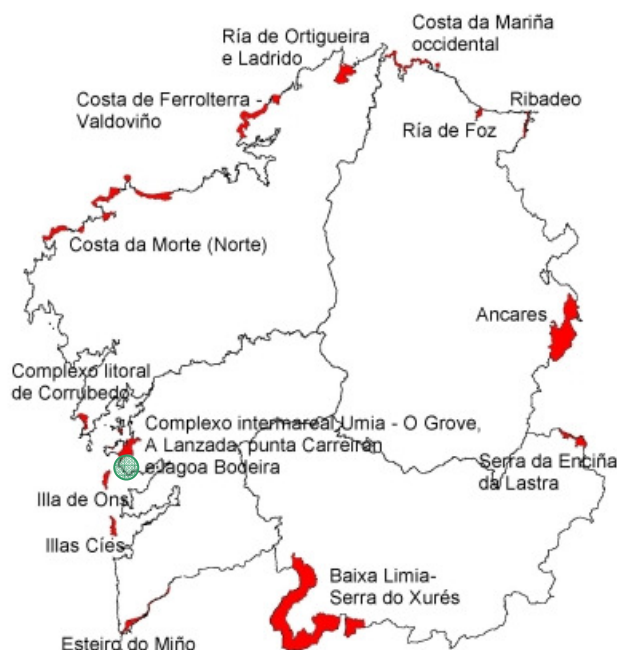 Costa da Mariña
occidental
Ría de Ortigueira
e Ladrido
Costa de Ferrolterra -
Valdoviño
Ribadeo
Ría de Foz
Costa da Morte (Norte)
Ancares
Complexo litoral
de Corrubedo
Complexo intermareal Umia - O Grove,
A Lanzada, punta Carreirón
e lagoa Bodeira
Serra da Enciña
da Lastra
Illa de Ons
Illas Cíes
Baixa Limia-
Serra do Xurés
Esteiro do Miño